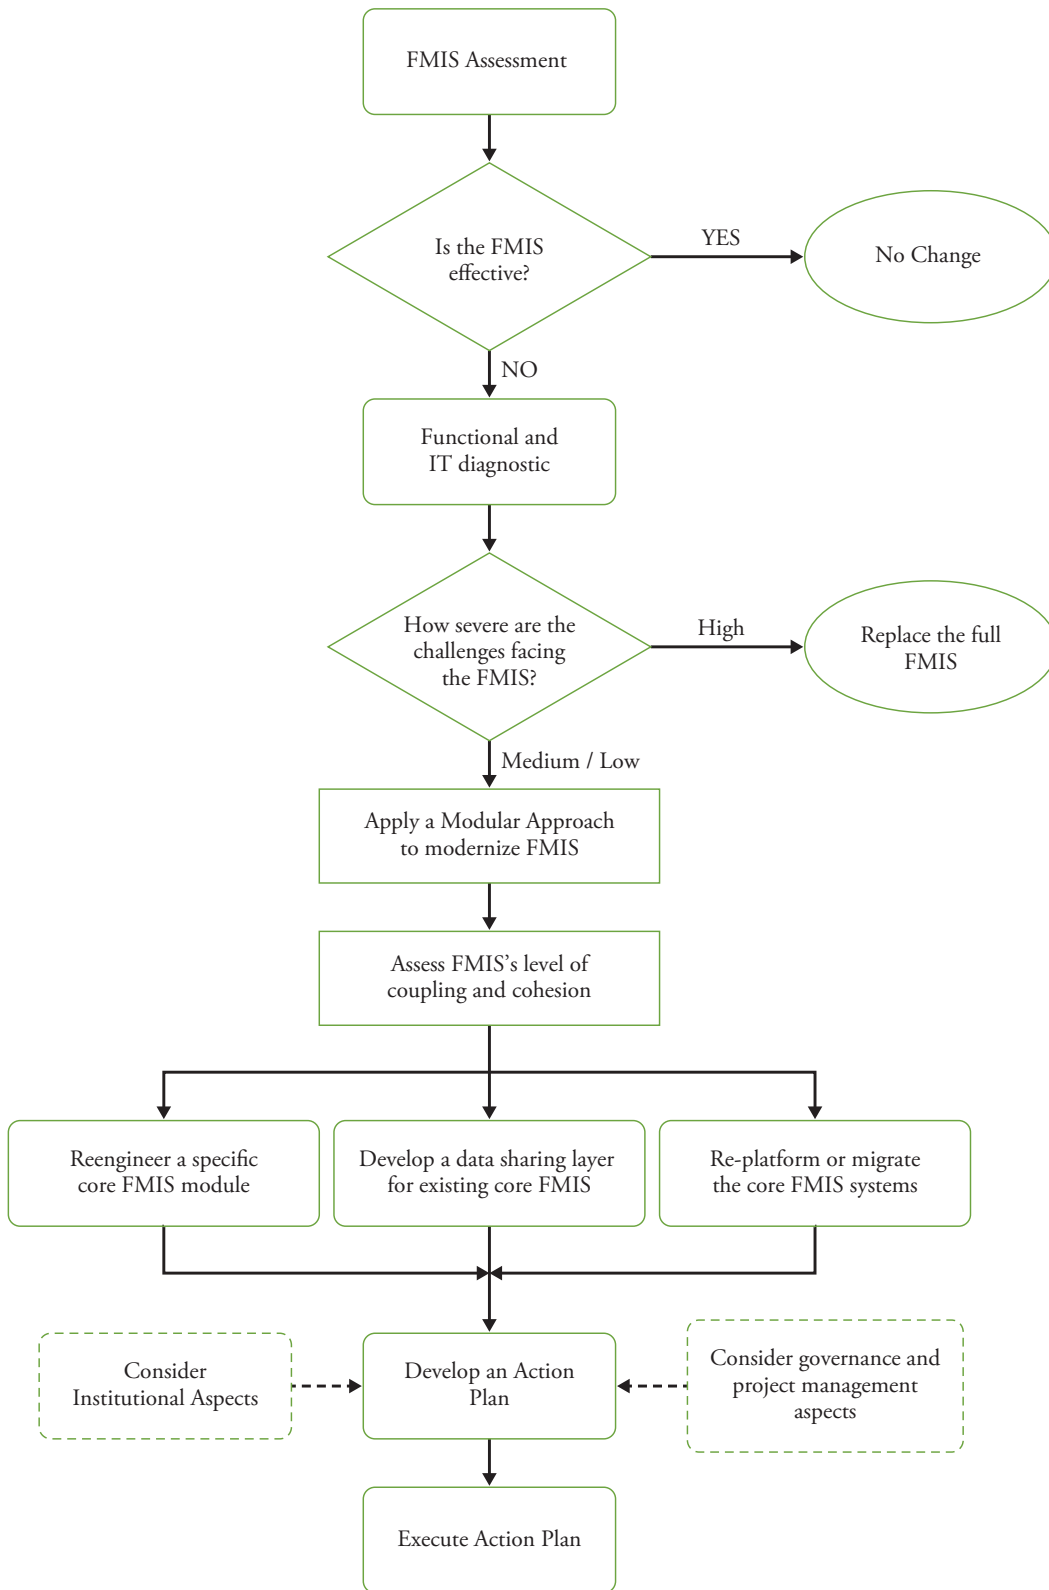 FMIS Assessment
Is the FMIS
effective?
YES
No Change
NO
Functional and
IT diagnostic
How severe are the
challenges facing
the FMIS?
High
Replace the full
FMIS
Medium / Low
Apply a Modular Approach
to modernize FMIS
Assess FMIS’s level of
coupling and cohesion
Reengineer a specific
core FMIS module
Develop a data sharing layer
for existing core FMIS
Re-platform or migrate
the core FMIS systems
Consider
Institutional Aspects
Develop an Action
Plan
Consider governance and
project management
aspects
Execute Action Plan